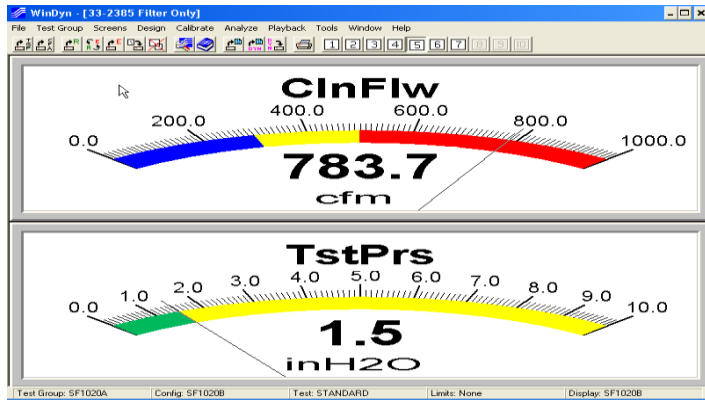 WinDyn - [33-2385 Filter Only]
File Test Group Screens Design Calibrate Analyze Playback Tools Window Help
1 2 3 4 5 6 7 8 9 10
ClnFlw
0.0 200.0 400.0 600.0 800.0 1000.0
783.7
cfm
TstPrs
0.0 1.0 2.0 3.0 4.0 5.0 6.0 7.0 8.0 9.0 10.0
1.5
inH2O
Test Group: SF1020A Config: SF1020B Test: STANDARD Limits: None Display: SF1020B